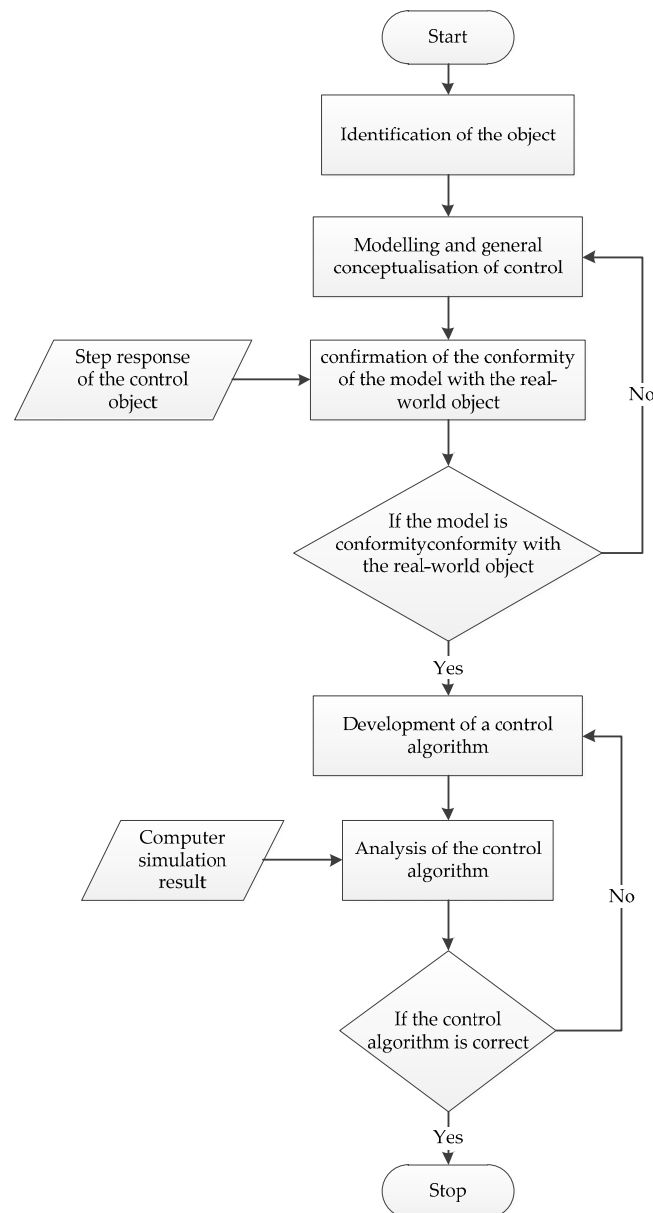 Start
Identification of the object
Modelling and general
conceptualisation of control
Step response
of the control
object
confirmation of the conformity
of the model with the real-
world object
No
If the model is
conformityconformity with
the real-world object
Yes
Development of a control
algorithm
Computer
simulation
result
Analysis of the control
algorithm
No
If the control
algorithm is correct
Yes
Stop